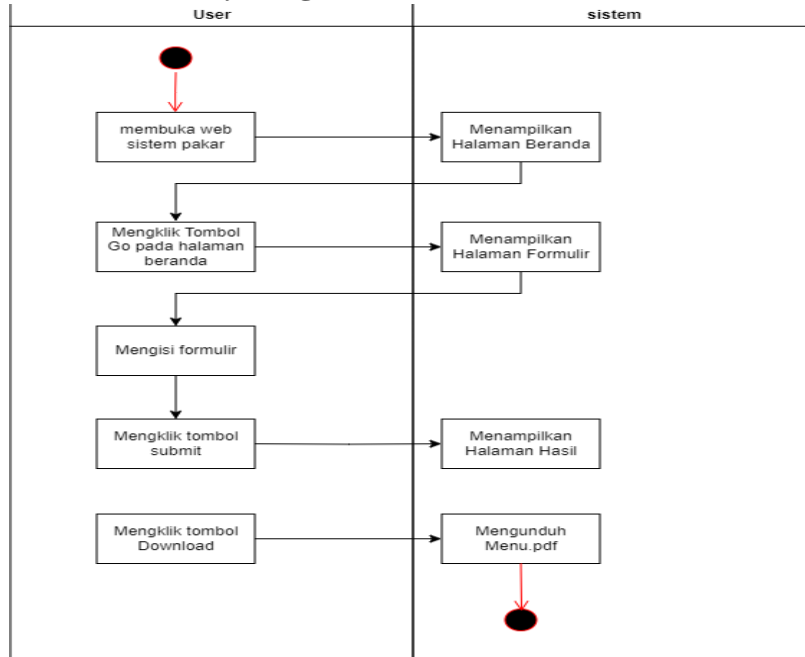 User
sistem
membuka web
sistem pakar
Menampilkan
Halaman Beranda
Mengklik Tombol
Go pada halaman
beranda
Menampilkan
Halaman Formulir
Mengisi formulir
Mengklik tombol
submit
Menampilkan
Halaman Hasil
Mengklik tombol
Download
Mengunduh
Menu.pdf